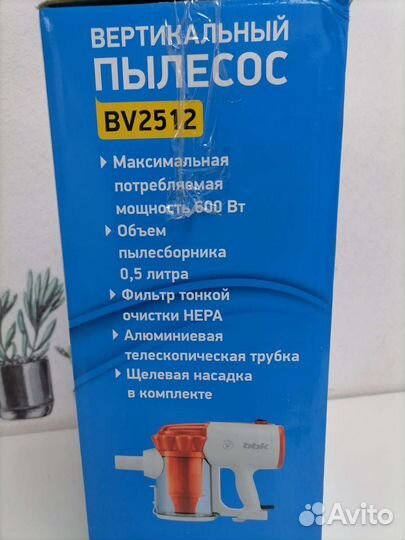 ВЕРТИКАЛЬНЫЙ
ПЫЛЕСОС
BV2512
Максимальная
потребляемая
мощность 600 Вт
Объем
пылесборника
0,5 литра
Фильтр тонкой
очистки HEPA
Алюминиевая
телескопическая трубка
Щелевая насадка
в комплекте
bbk
Avito